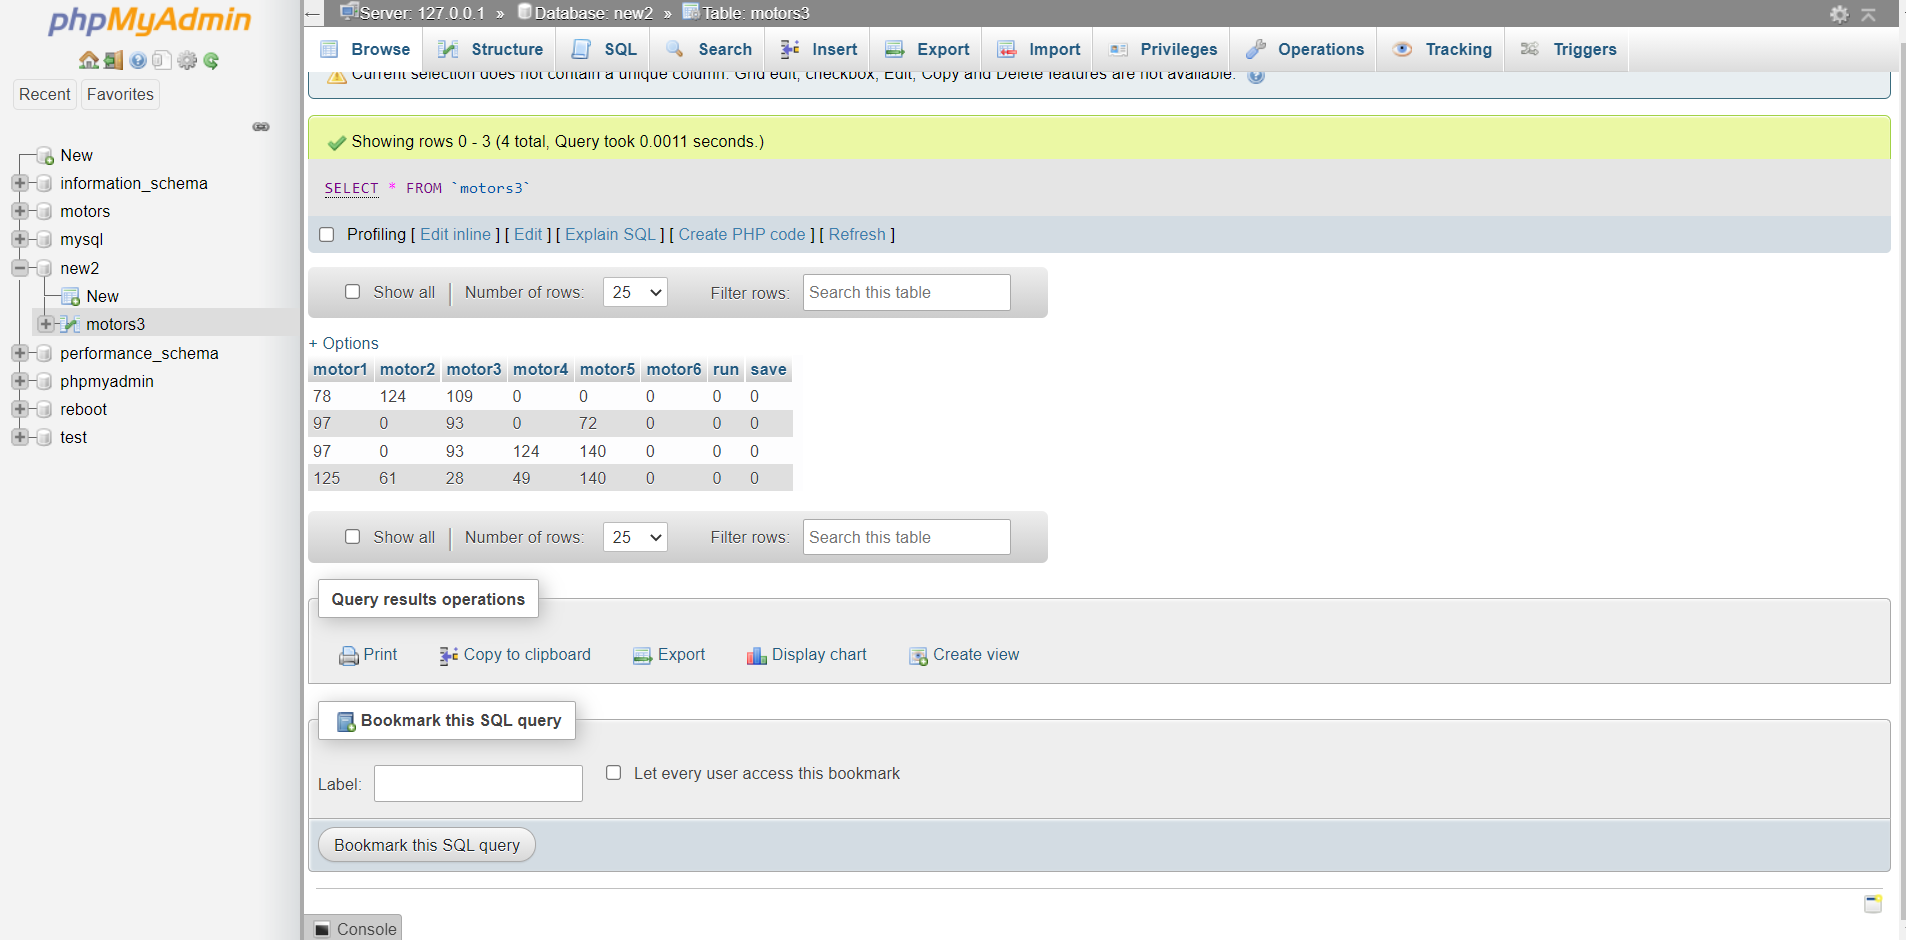 phpMyAdmin
Recent Favorites
New
information_schema
motors
mysql
new2
New
motors3
performance_schema
phpmyadmin
reboot
test
Server: 127.0.0.1 » Database: new2 » Table: motors3
Browse Structure SQL Search Insert Export Import Privileges Operations Tracking Triggers
Current selection does not contain a unique column. Grid edit, checkbox, Edit, Copy and Delete features are not available.
Showing rows 0 - 3 (4 total, Query took 0.0011 seconds.)
SELECT * FROM `motors3`
Profiling [ Edit inline ] [ Edit ] [ Explain SQL ] [ Create PHP code ] [ Refresh ]
Show all | Number of rows: 25 Filter rows: Search this table
+ Options
motor1 motor2 motor3 motor4 motor5 motor6 run save
78 124 109 0 0 0 0 0
97 0 93 0 72 0 0 0
97 0 93 124 140 0 0 0
125 61 28 49 140 0 0 0
Show all | Number of rows: 25 Filter rows: Search this table
Query results operations
Print Copy to clipboard Export Display chart Create view
Bookmark this SQL query
Label: Let every user access this bookmark
Bookmark this SQL query
Console